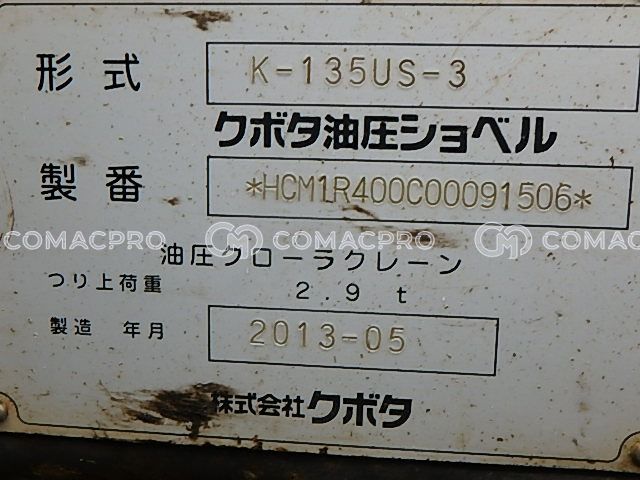 形式 K-135US-3
クボタ油圧ショベル
製番 *HCM1R400C00091506*
COMACPRO COMACPRO COMACPRO
油圧クローラクレーン
つり上荷重 2.9 t
製造 年月 2013-05
株式会社クボタ